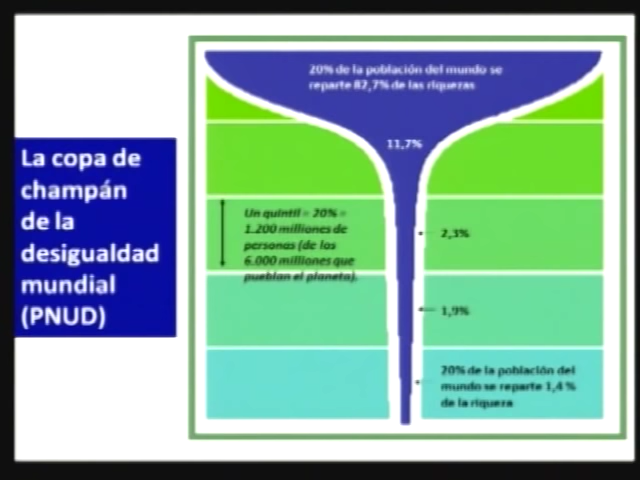 La copa de
champán
de la
desigualdad
mundial
(PNUD)
20% de la población del mundo se
reparte 82,7% de las riquezas
11,7%
Un quintil = 20% =
1.200 millones de
personas (de los
6.000 millones que
pueblan el planeta).
2,3%
1,9%
20% de la población del
mundo se reparte 1,4 %
de la riqueza